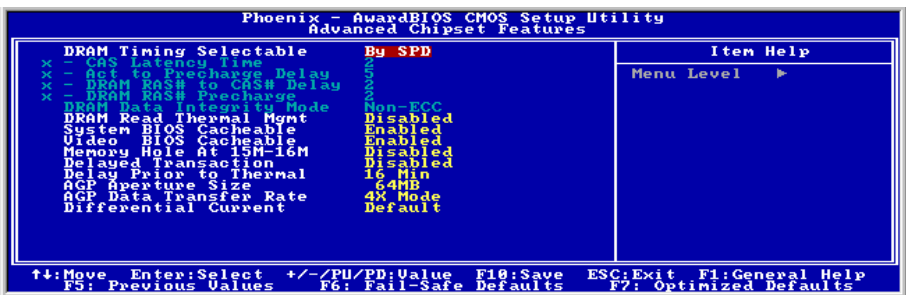 Phoenix - AwardBIOS CMOS Setup Utility
Advanced Chipset Features
DRAM Timing Selectable By SPD
x - CAS Latency Time 2
x - Act to Precharge Delay 5
x - DRAM RAS# to CAS# Delay 2
x - DRAM RAS# Precharge 2
DRAM Data Integrity Mode Non-ECC
DRAM Read Thermal Mgmt Disabled
System BIOS Cacheable Enabled
Video BIOS Cacheable Enabled
Memory Hole At 15M-16M Disabled
Delayed Transaction Disabled
Delay Prior to Thermal 16 Min
AGP Aperture Size 64MB
AGP Data Transfer Rate 4X Mode
Differential Current Default
Item Help
Menu Level ►
↑↓:Move Enter:Select +/-/PU/PD:Value F10:Save ESC:Exit F1:General Help
F5: Previous Values F6: Fail-Safe Defaults F7: Optimized Defaults